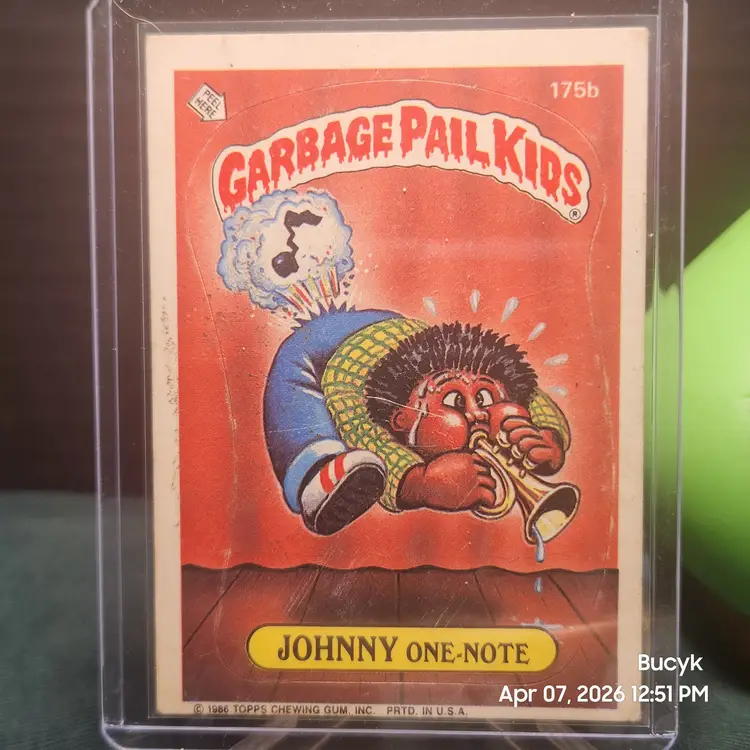 PEEL
HERE
175b
GARBAGE PAIL KIDS
®
JOHNNY ONE-NOTE
© 1986 TOPPS CHEWING GUM, INC. PRTD. IN U.S.A.
Bucyk
Apr 07, 2026 12:51 PM